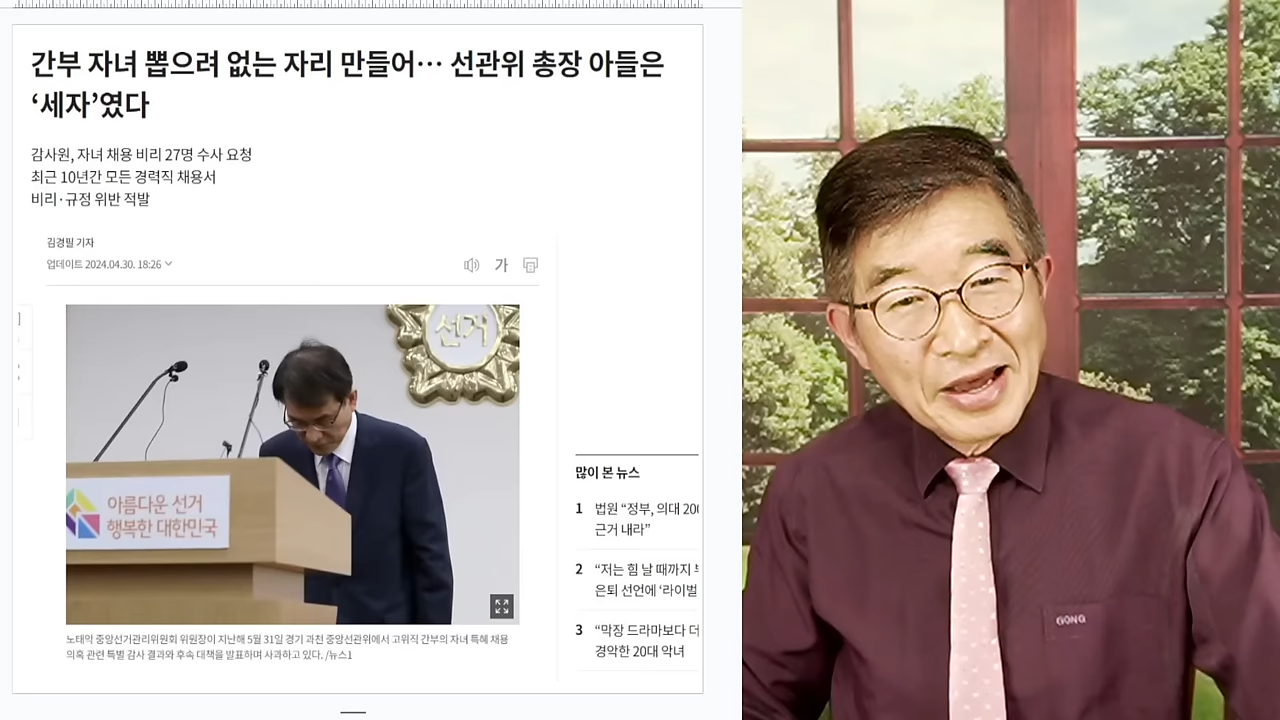 간부 자녀 뽑으려 없는 자리 만들어… 선관위 총장 아들은
‘세자’였다
감사원, 자녀 채용 비리 27명 수사 요청
최근 10년간 모든 경력직 채용서
비리·규정 위반 적발
김경필 기자
업데이트 2024.04.30. 18:26
가
선거
아름다운 선거
행복한 대한민국
노태악 중앙선거관리위원회 위원장이 지난해 5월 31일 경기 과천 중앙선관위에서 고위직 간부의 자녀 특혜 채용
의혹 관련 특별 감사 결과와 후속 대책을 발표하며 사과하고 있다. /뉴스1
많이 본 뉴스
1 법원 “정부, 의대 200
근거 내라”
2 “저는 힘 날 때까지
은퇴 선언에 ‘라이벌
3 “막장 드라마보다 더
경악한 20대 악녀
GONG